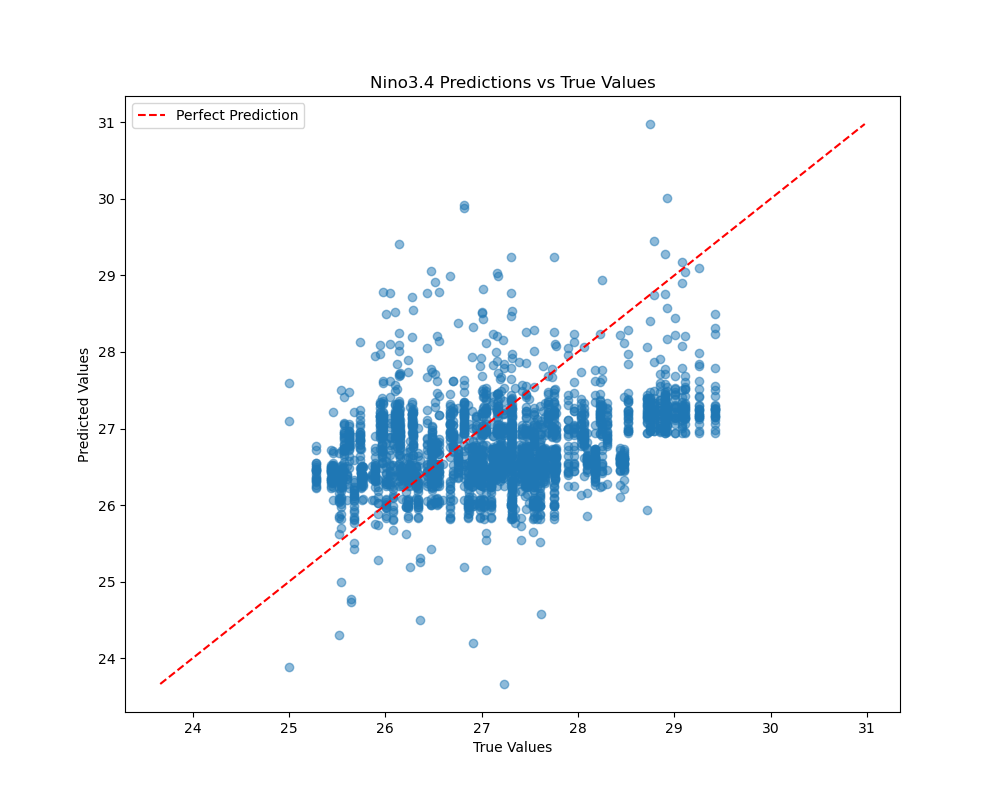 Nino3.4 Predictions vs True Values
Perfect Prediction
Predicted Values
31
30
29
28
27
26
25
24
24 25 26 27 28 29 30 31
True Values